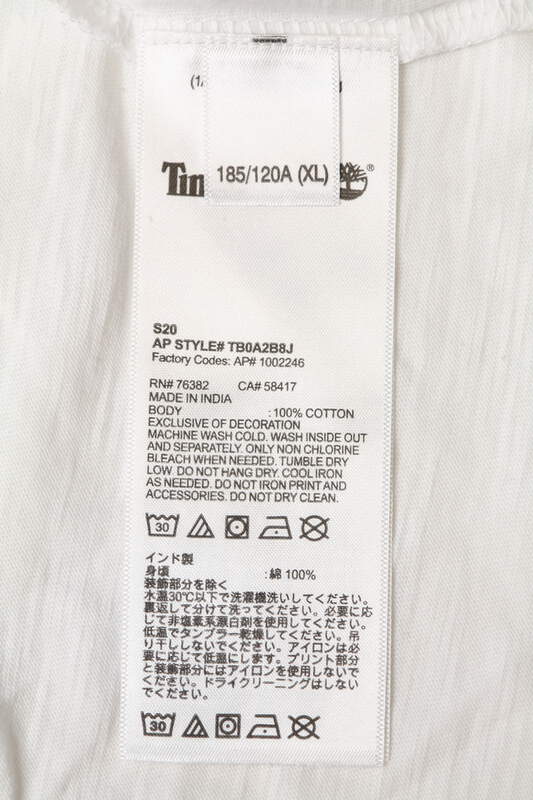 185/120A (XL)
Tim ®
S20
AP STYLE# TB0A2B8J
Factory Codes: AP# 1002246
RN# 76382 CA# 58417
MADE IN INDIA
BODY : 100% COTTON
EXCLUSIVE OF DECORATION
MACHINE WASH COLD. WASH INSIDE OUT
AND SEPARATELY. ONLY NON CHLORINE
BLEACH WHEN NEEDED. TUMBLE DRY
LOW. DO NOT HANG DRY. COOL IRON
AS NEEDED. DO NOT IRON PRINT AND
ACCESSORIES. DO NOT DRY CLEAN.
30
インド製
身頃 : 綿 100%
装飾部分を除く
水温30℃以下で洗濯機洗いしてください。
裏返して分けて洗ってください。必要に応
じて非塩素系漂白剤を使用してください。
低温でタンブラー乾燥してください。吊
り干ししないでください。アイロンは必
要に応じて低温にします。プリント部分
と装飾部分にはアイロンを使用しないで
ください。ドライクリーニングはしない
でください。
30